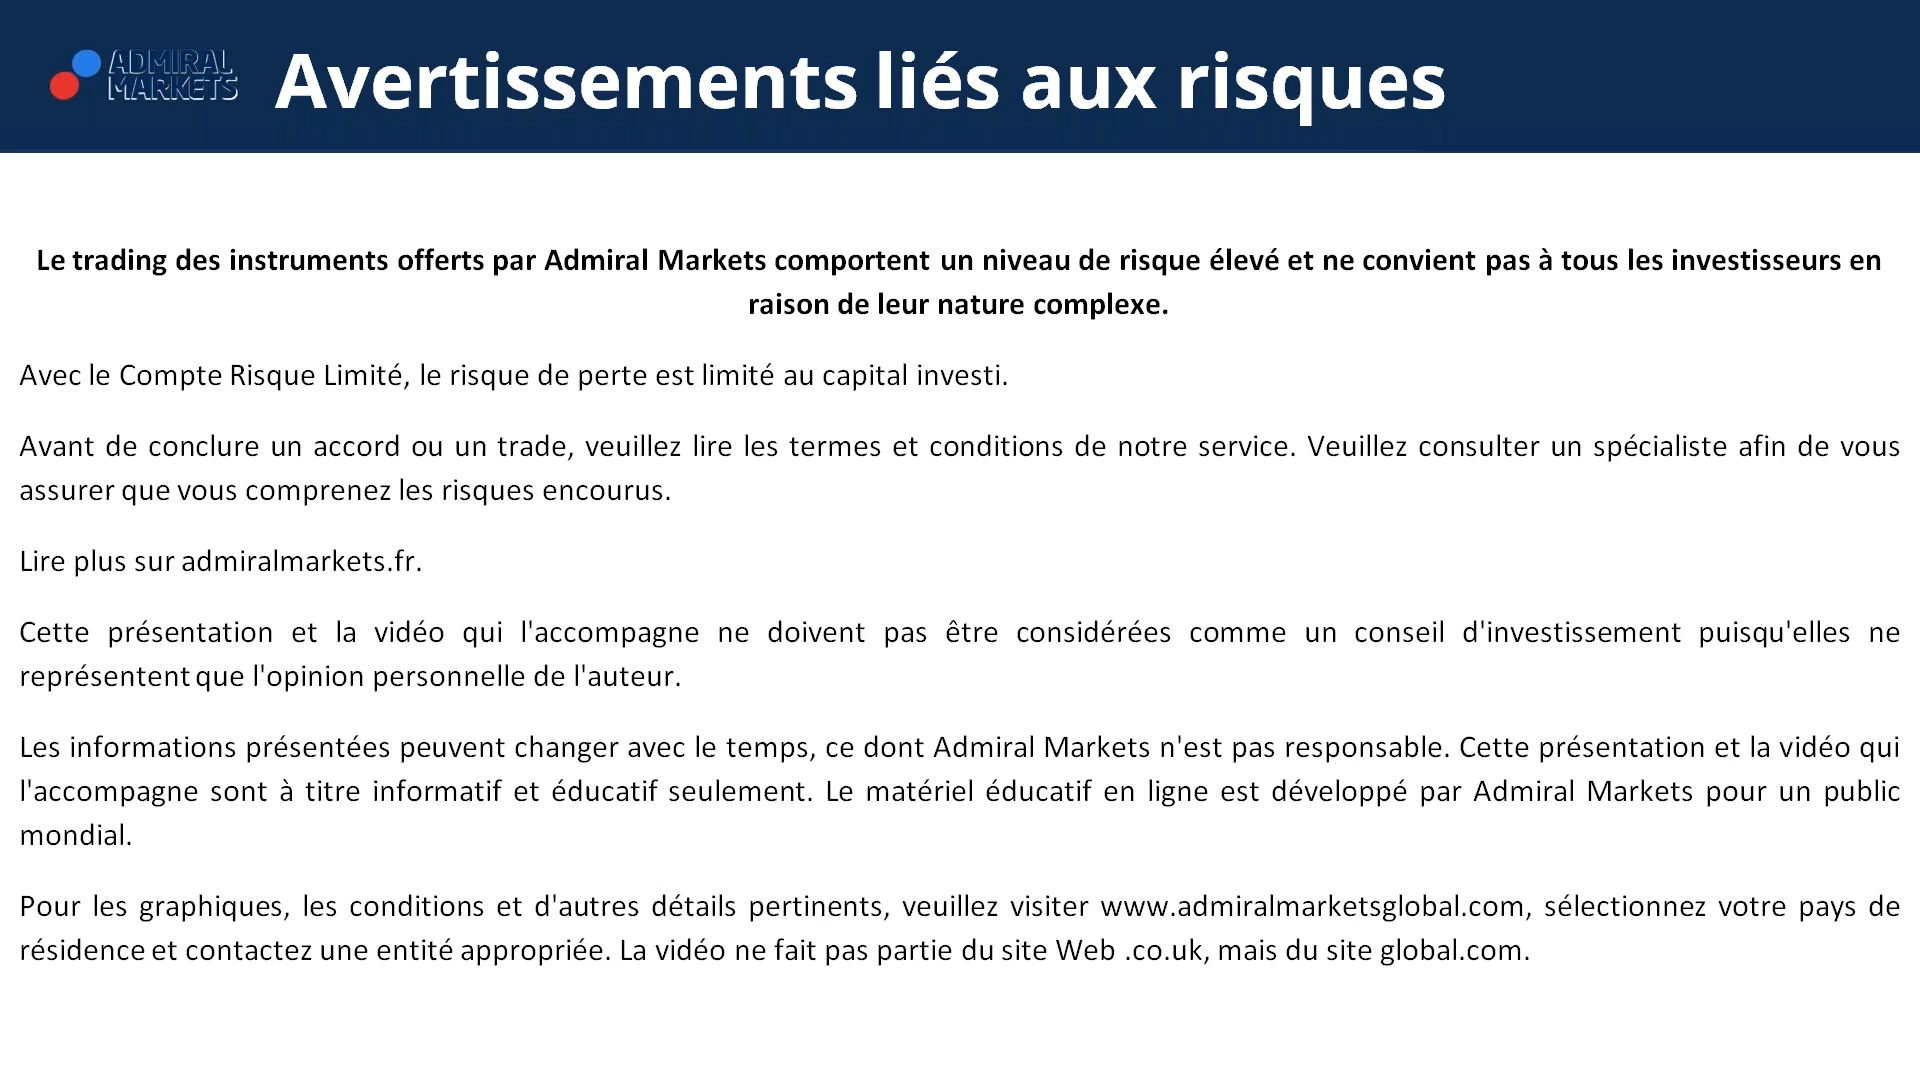 ADMIRAL
MARKETS
Avertissements liés aux risques
Le trading des instruments offerts par Admiral Markets comportent un niveau de risque élevé et ne convient pas à tous les investisseurs en
raison de leur nature complexe.
Avec le Compte Risque Limité, le risque de perte est limité au capital investi.
Avant de conclure un accord ou un trade, veuillez lire les termes et conditions de notre service. Veuillez consulter un spécialiste afin de vous
assurer que vous comprenez les risques encourus.
Lire plus sur admiralmarkets.fr.
Cette présentation et la vidéo qui l'accompagne ne doivent pas être considérées comme un conseil d'investissement puisqu'elles ne
représentent que l'opinion personnelle de l'auteur.
Les informations présentées peuvent changer avec le temps, ce dont Admiral Markets n'est pas responsable. Cette présentation et la vidéo qui
l'accompagne sont à titre informatif et éducatif seulement. Le matériel éducatif en ligne est développé par Admiral Markets pour un public
mondial.
Pour les graphiques, les conditions et d'autres détails pertinents, veuillez visiter www.admiralmarketsglobal.com, sélectionnez votre pays de
résidence et contactez une entité appropriée. La vidéo ne fait pas partie du site Web .co.uk, mais du site global.com.